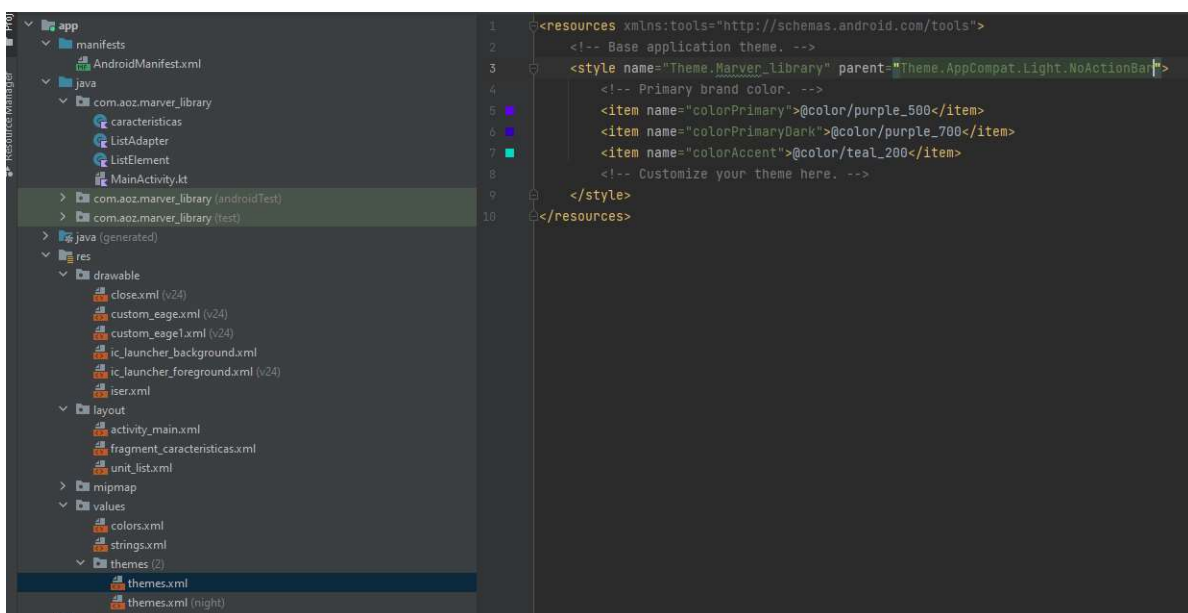 Proj
Resource Manager
app
manifests
AndroidManifest.xml
java
com.aoz.marver_library
caracteristicas
ListAdapter
ListElement
MainActivity.kt
com.aoz.marver_library (androidTest)
com.aoz.marver_library (test)
java (generated)
res
drawable
close.xml (v24)
custom_eage.xml (v24)
custom_eage1.xml (v24)
ic_launcher_background.xml
ic_launcher_foreground.xml (v24)
iser.xml
layout
activity_main.xml
fragment_caracteristicas.xml
unit_list.xml
mipmap
values
colors.xml
strings.xml
themes (2)
themes.xml
themes.xml (night)
1 <resources xmlns:tools="http://schemas.android.com/tools">
2 <!-- Base application theme. -->
3 <style name="Theme.Marver_library" parent="Theme.AppCompat.Light.NoActionBar">
4 <!-- Primary brand color. -->
5 <item name="colorPrimary">@color/purple_500</item>
6 <item name="colorPrimaryDark">@color/purple_700</item>
7 <item name="colorAccent">@color/teal_200</item>
8 <!-- Customize your theme here. -->
9 </style>
10 </resources>